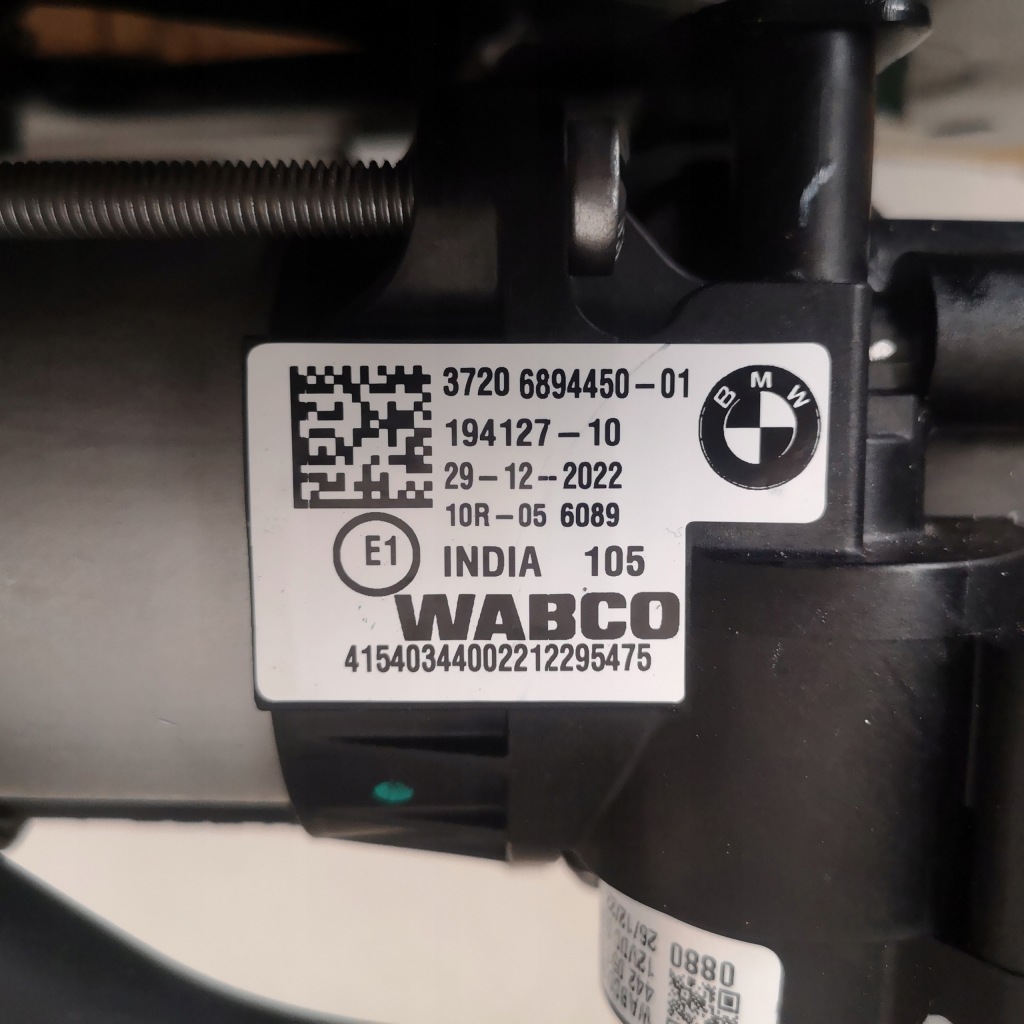 3720 6894450-01
194127-10
29-12-2022
10R-05 6089
E1
INDIA 105
WABCO
41540344002212295475
BMW
0880